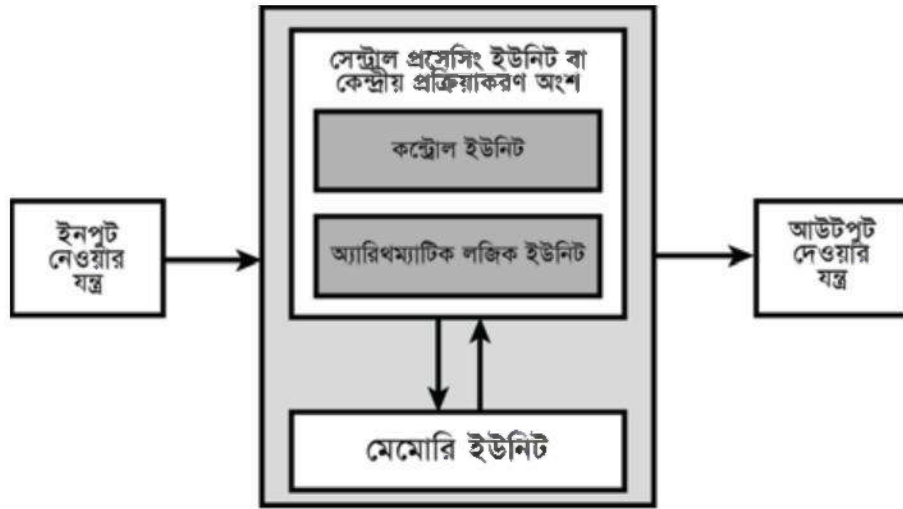 সেন্ট্রাল প্রসেসিং ইউনিট বা
কেন্দ্রীয় প্রক্রিয়াকরণ অংশ
কন্ট্রোল ইউনিট
অ্যারিথম্যাটিক লজিক ইউনিট
ইনপুট
নেওয়ার
যন্ত্র
আউটপুট
দেওয়ার
যন্ত্র
মেমোরি ইউনিট